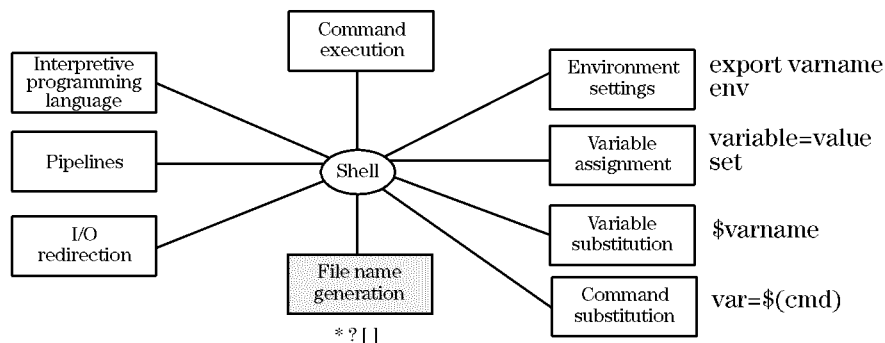 Command
execution
Interpretive
programming
language
Environment
settings
export varname
env
Pipelines
Shell
Variable
assignment
variable=value
set
I/O
redirection
Variable
substitution
$varname
File name
generation
* ? [ ]
Command
substitution
var=$(cmd)